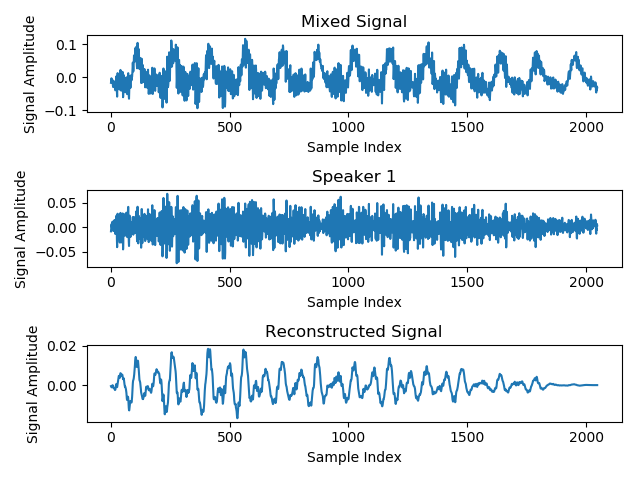 Mixed Signal
Signal Amplitude
0.1
0.0
−0.1
0
500
1000
1500
2000
Sample Index
Speaker 1
Signal Amplitude
0.05
0.00
−0.05
0
500
1000
1500
2000
Sample Index
Reconstructed Signal
Signal Amplitude
0.02
0.00
0
500
1000
1500
2000
Sample Index